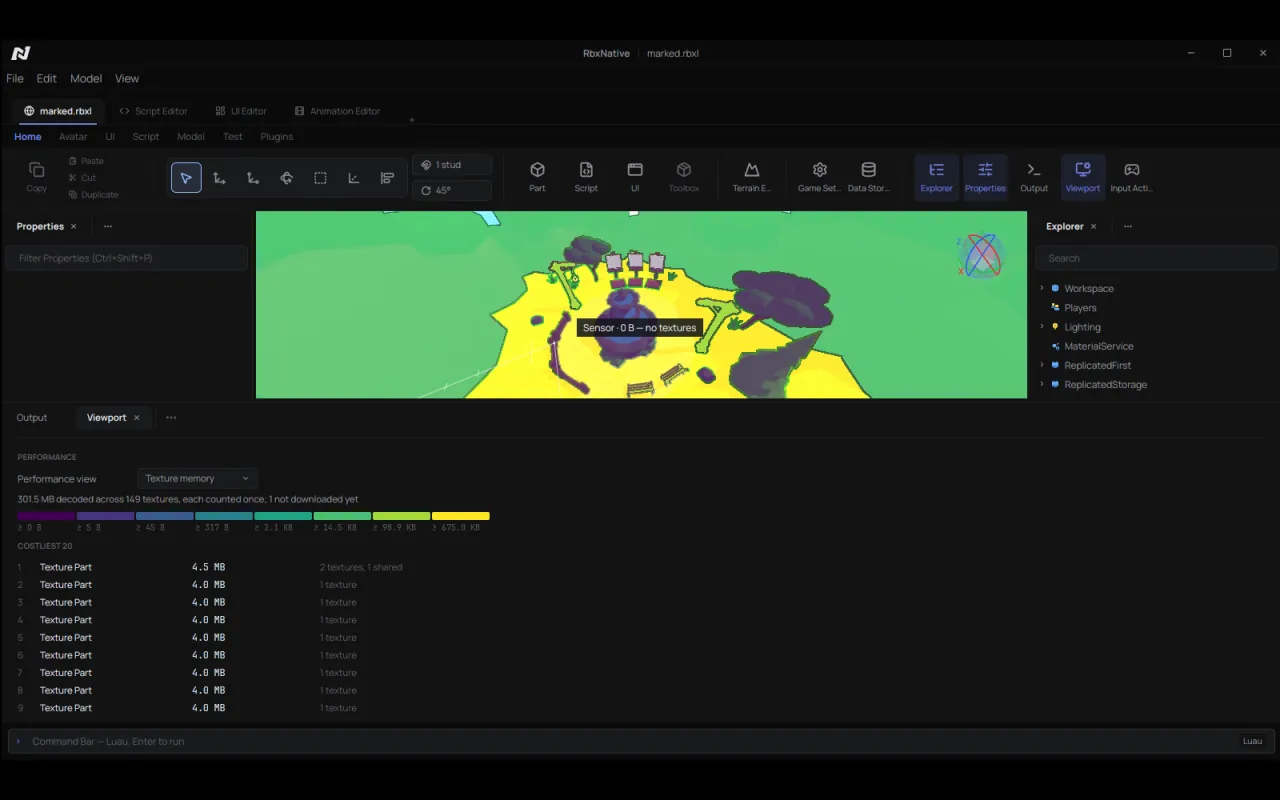 RbxNative marked.rbxl
File Edit Model View
marked.rbxl Script Editor UI Editor Animation Editor +
Home Avatar UI Script Model Test Plugins
Copy
Paste
Cut
Duplicate
1 stud
45°
Part Script UI Toolbox Terrain E... Game Set... Data Stor... Explorer Properties Output Viewport Input Acti...
Properties × ...
Filter Properties (Ctrl+Shift+P)
Z
X
Sensor · 0 B — no textures
Explorer × ...
Search
Workspace
Players
Lighting
MaterialService
ReplicatedFirst
ReplicatedStorage
Output Viewport × ...
PERFORMANCE
Performance view Texture memory
301.5 MB decoded across 149 textures, each counted once; 1 not downloaded yet
≥ 0 B ≥ 5 B ≥ 45 B ≥ 317 B ≥ 2.1 KB ≥ 14.5 KB ≥ 98.9 KB ≥ 675.0 KB
COSTLIEST 20
1 Texture Part 4.5 MB 2 textures, 1 shared
2 Texture Part 4.0 MB 1 texture
3 Texture Part 4.0 MB 1 texture
4 Texture Part 4.0 MB 1 texture
5 Texture Part 4.0 MB 1 texture
6 Texture Part 4.0 MB 1 texture
7 Texture Part 4.0 MB 1 texture
8 Texture Part 4.0 MB 1 texture
9 Texture Part 4.0 MB 1 texture
Command Bar — Luau, Enter to run Luau